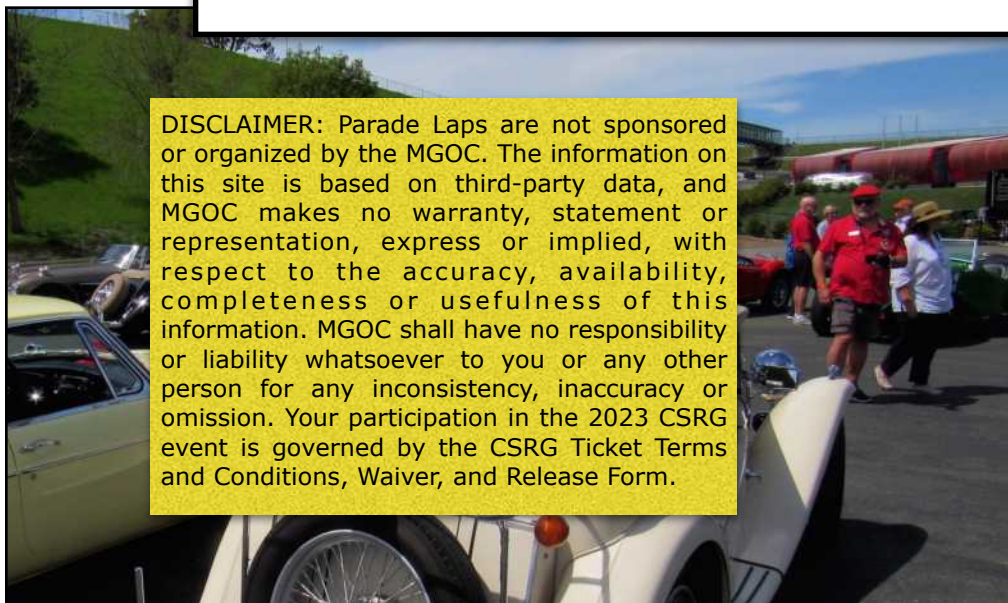 DISCLAIMER: Parade Laps are not sponsored
or organized by the MGOC. The information on
this site is based on third-party data, and
MGOC makes no warranty, statement or
representation, express or implied, with
respect to the accuracy, availability,
completeness or usefulness of this
information. MGOC shall have no responsibility
or liability whatsoever to you or any other
person for any inconsistency, inaccuracy or
omission. Your participation in the 2023 CSRG
event is governed by the CSRG Ticket Terms
and Conditions, Waiver, and Release Form.